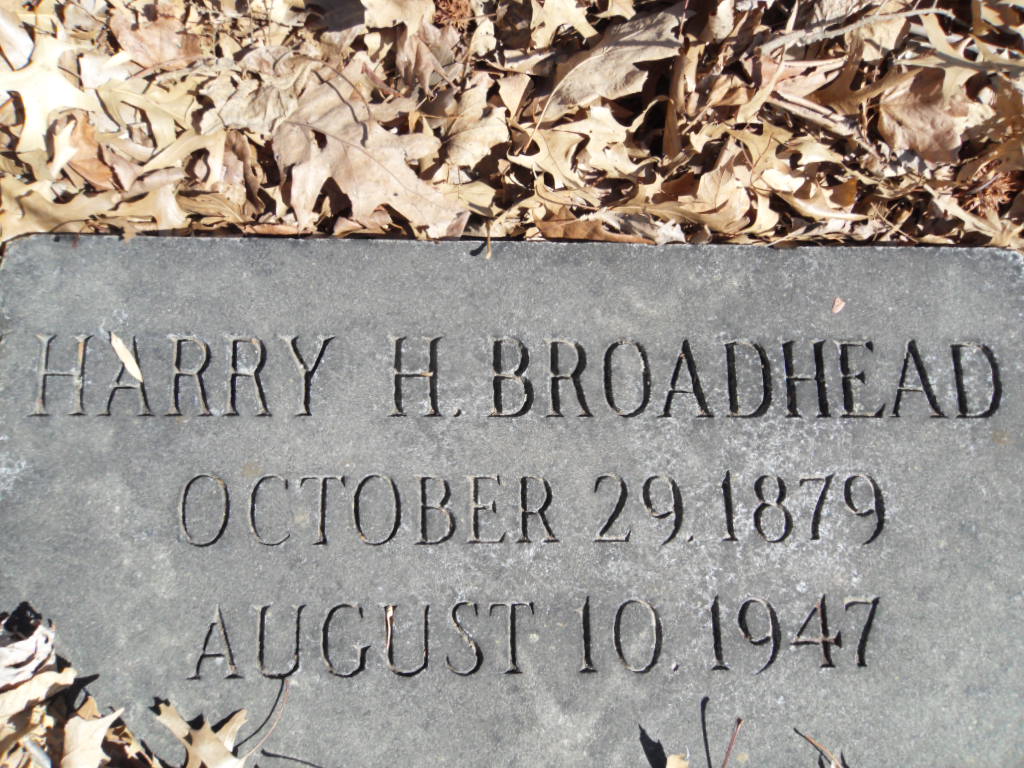 HARRY H. BROADHEAD
OCTOBER 29, 1879
AUGUST 10, 1947